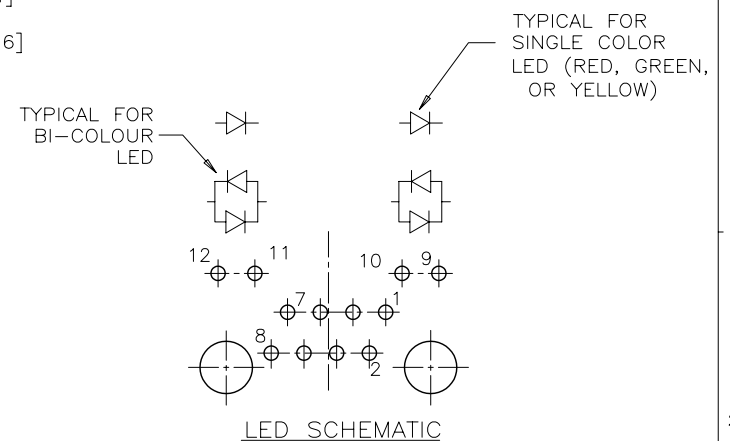 6]
TYPICAL FOR
SINGLE COLOR
LED (RED, GREEN,
OR YELLOW)
TYPICAL FOR
BI-COLOUR
LED
12 11 10 9
7 1
8 2
LED SCHEMATIC